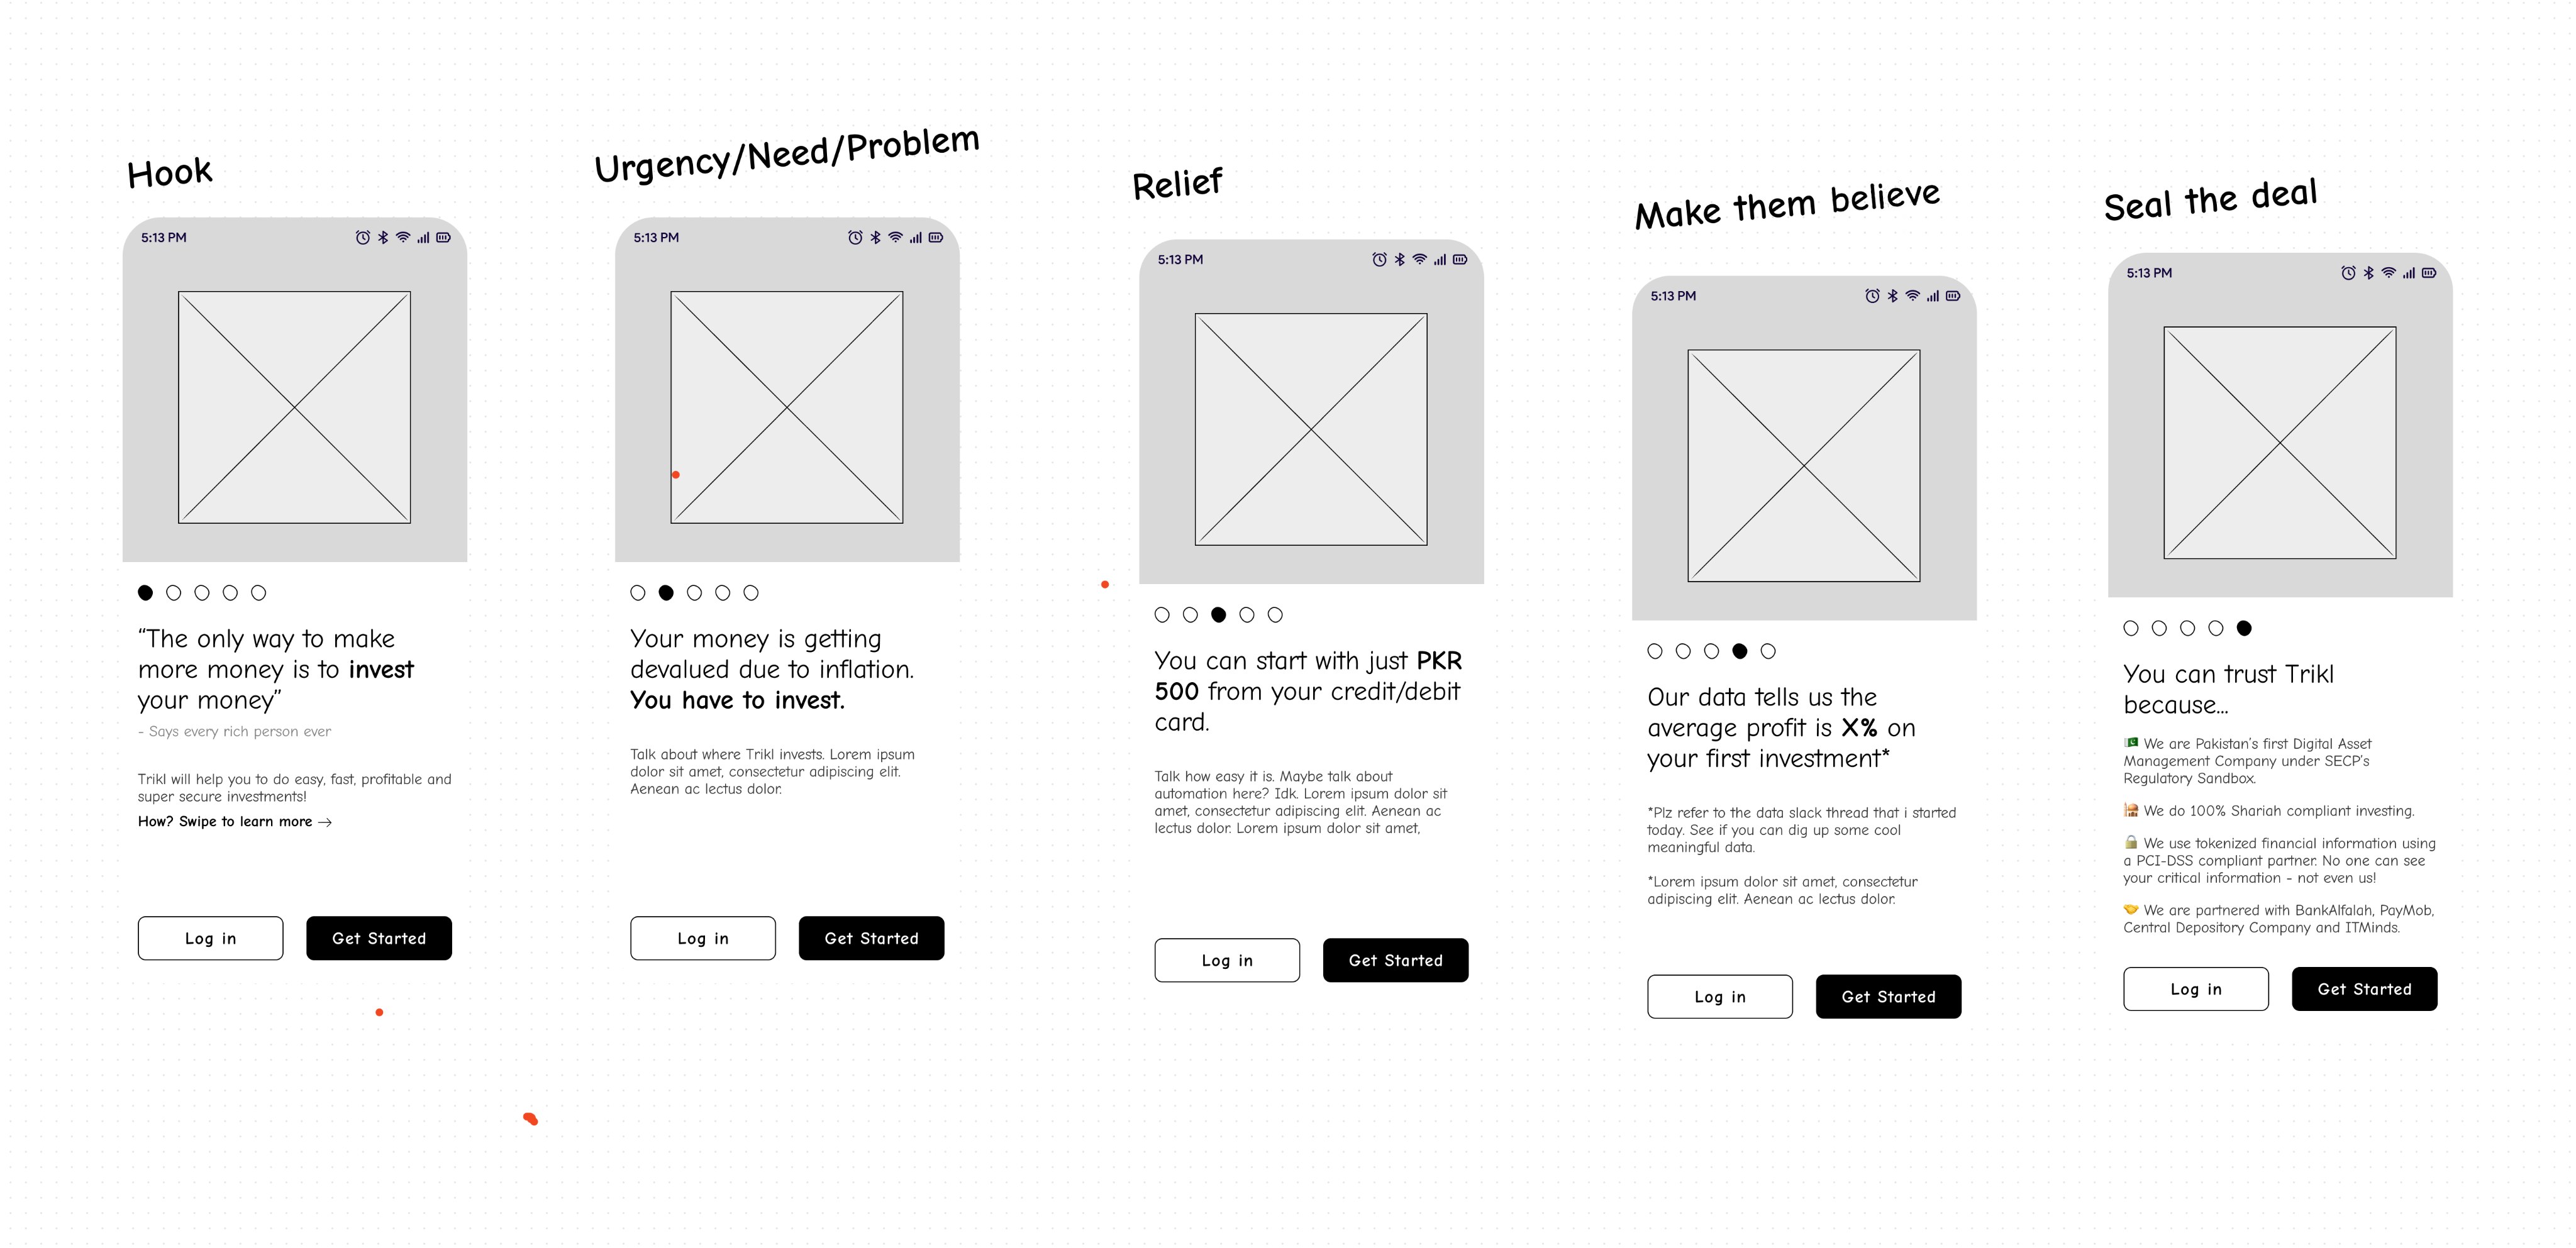 Hook
5:13 PM
“The only way to make
more money is to invest
your money”
- Says every rich person ever
Trikl will help you to do easy, fast, profitable and
super secure investments!
How? Swipe to learn more →
Log in
Get Started
Urgency/Need/Problem
5:13 PM
Your money is getting
devalued due to inflation.
You have to invest.
Talk about where Trikl invests. Lorem ipsum
dolor sit amet, consectetur adipiscing elit.
Aenean ac lectus dolor.
Log in
Get Started
Relief
5:13 PM
You can start with just PKR
500 from your credit/debit
card.
Talk how easy it is. Maybe talk about
automation here? Idk. Lorem ipsum dolor sit
amet, consectetur adipiscing elit. Aenean ac
lectus dolor. Lorem ipsum dolor sit amet,
Log in
Get Started
Make them believe
5:13 PM
Our data tells us the
average profit is X% on
your first investment*
*Plz refer to the data slack thread that i started
today. See if you can dig up some cool
meaningful data.
*Lorem ipsum dolor sit amet, consectetur
adipiscing elit. Aenean ac lectus dolor.
Log in
Get Started
Seal the deal
5:13 PM
You can trust Trikl
because...
🇵🇰 We are Pakistan's first Digital Asset
Management Company under SECP's
Regulatory Sandbox.
🕌 We do 100% Shariah compliant investing.
🔒 We use tokenized financial information using
a PCI-DSS compliant partner. No one can see
your critical information - not even us!
🤝 We are partnered with BankAlfalah, PayMob,
Central Depository Company and ITMinds.
Log in
Get Started